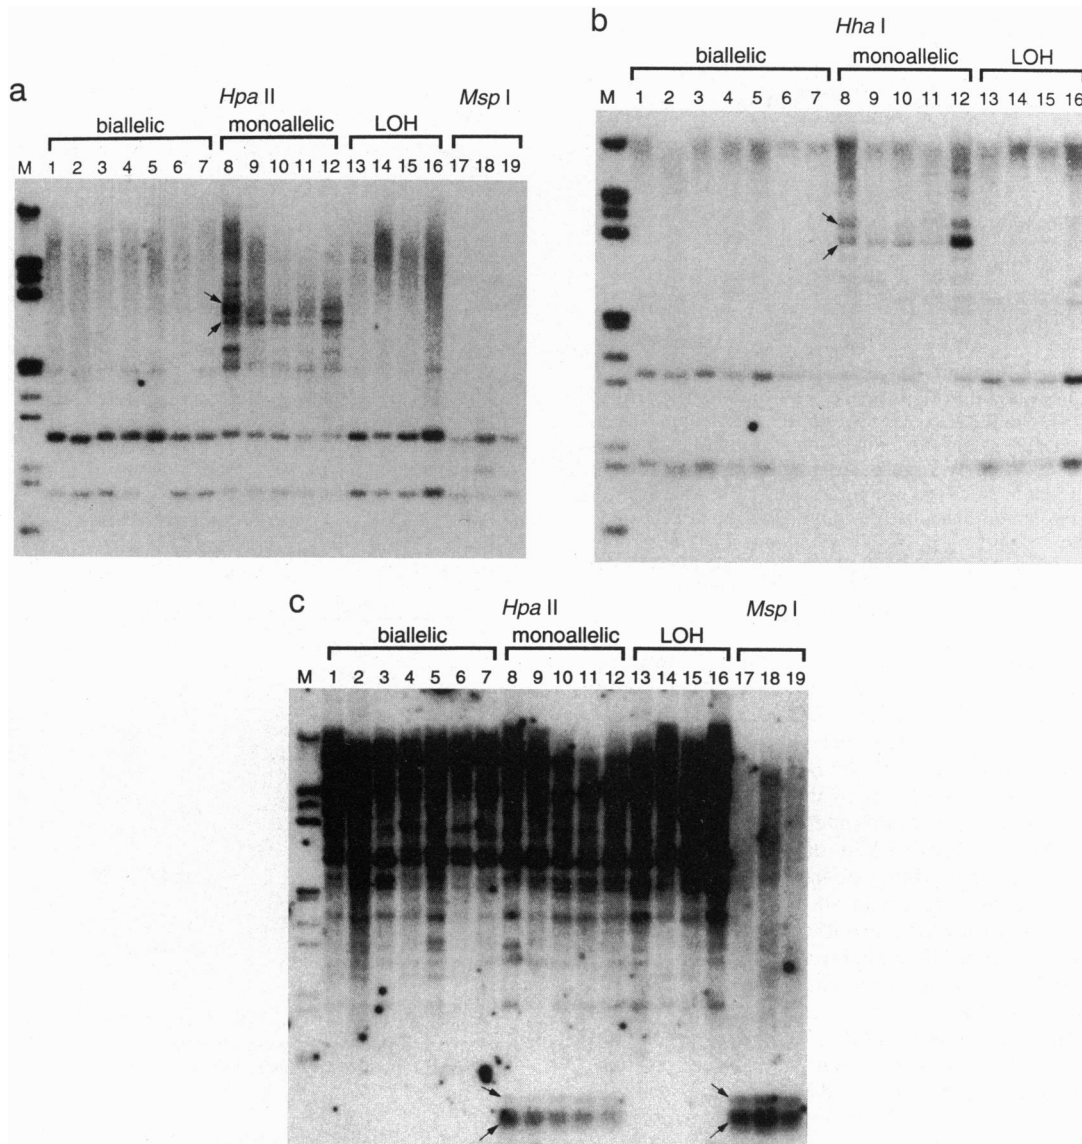 a
Hpa II
Msp I
biallelic
monoallelic
LOH
M 1 2 3 4 5 6 7 8 9 10 11 12 13 14 15 16 17 18 19
b
Hha I
biallelic
monoallelic
LOH
M 1 2 3 4 5 6 7 8 9 10 11 12 13 14 15 16
c
Hpa II
Msp I
biallelic
monoallelic
LOH
M 1 2 3 4 5 6 7 8 9 10 11 12 13 14 15 16 17 18 19